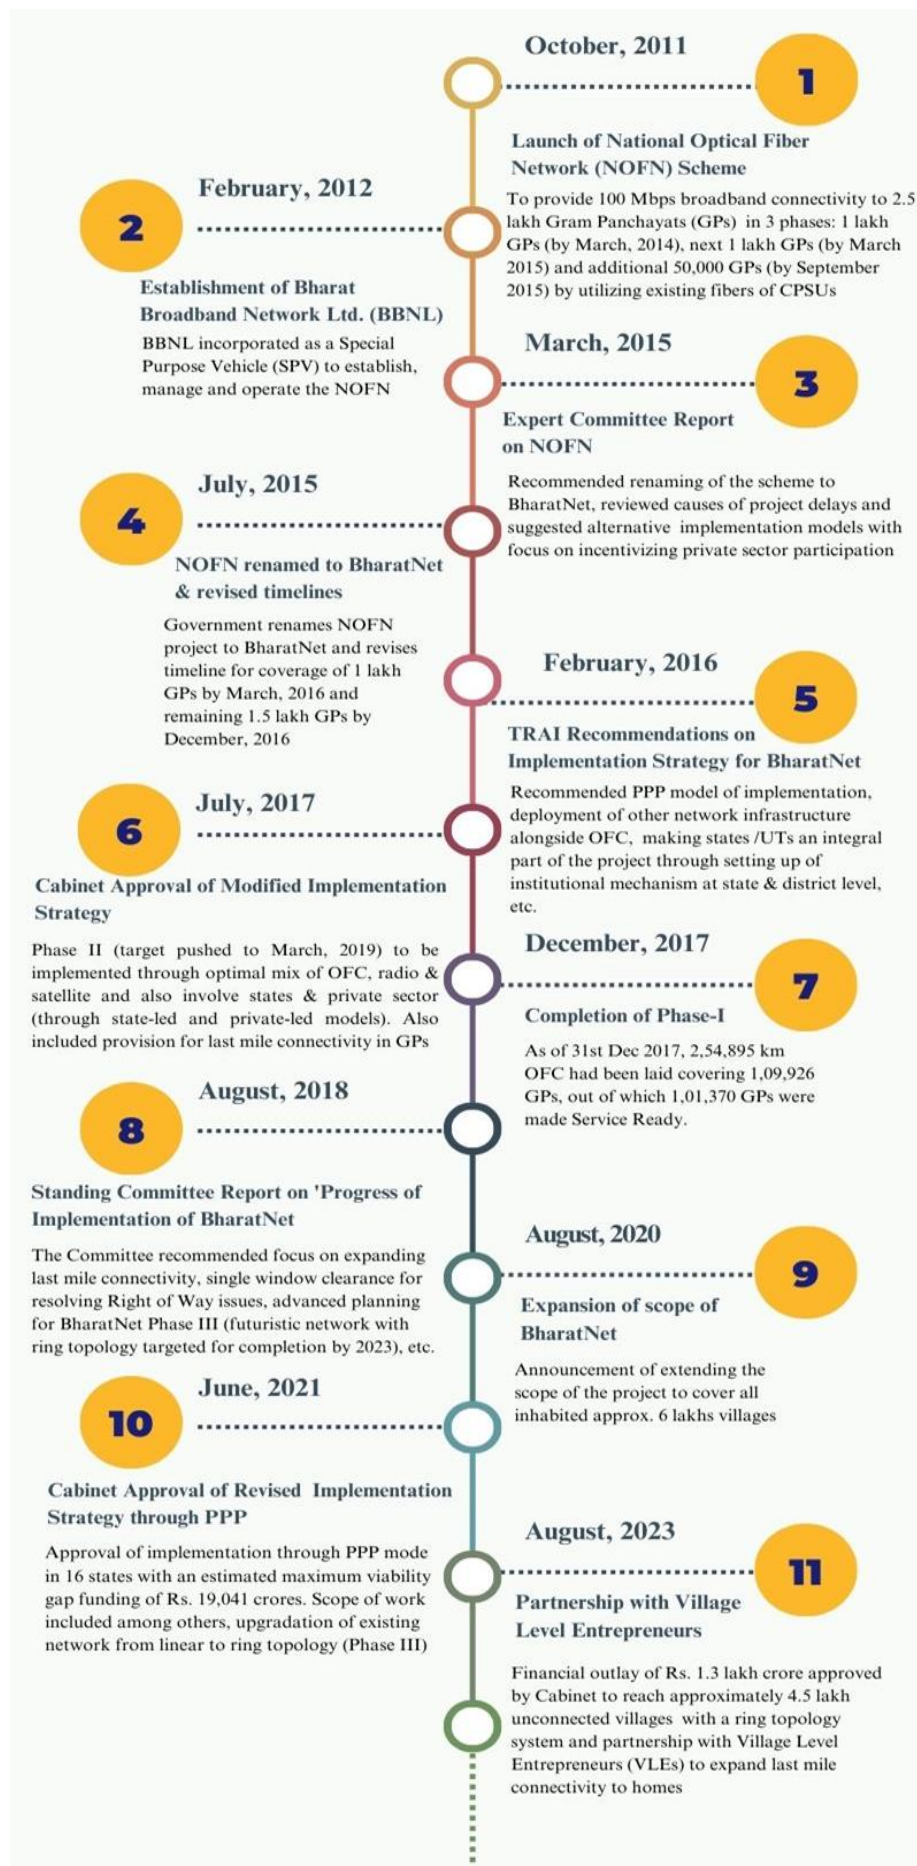 October, 2011
1
Launch of National Optical Fiber
Network (NOFN) Scheme
To provide 100 Mbps broadband connectivity to 2.5
lakh Gram Panchayats (GPs) in 3 phases: 1 lakh
GPs (by March, 2014), next 1 lakh GPs (by March
2015) and additional 50,000 GPs (by September
2015) by utilizing existing fibers of CPSUs
February, 2012
2
Establishment of Bharat
Broadband Network Ltd. (BBNL)
BBNL incorporated as a Special
Purpose Vehicle (SPV) to establish,
manage and operate the NOFN
March, 2015
3
Expert Committee Report
on NOFN
Recommended renaming of the scheme to
BharatNet, reviewed causes of project delays and
suggested alternative implementation models with
focus on incentivizing private sector participation
July, 2015
4
NOFN renamed to BharatNet
& revised timelines
Government renames NOFN
project to BharatNet and revises
timeline for coverage of 1 lakh
GPs by March, 2016 and
remaining 1.5 lakh GPs by
December, 2016
February, 2016
5
TRAI Recommendations on
Implementation Strategy for BharatNet
Recommended PPP model of implementation,
deployment of other network infrastructure
alongside OFC, making states /UTs an integral
part of the project through setting up of
institutional mechanism at state & district level,
etc.
July, 2017
6
Cabinet Approval of Modified Implementation
Strategy
Phase II (target pushed to March, 2019) to be
implemented through optimal mix of OFC, radio &
satellite and also involve states & private sector
(through state-led and private-led models). Also
included provision for last mile connectivity in GPs
December, 2017
7
Completion of Phase-I
As of 31st Dec 2017, 2,54,895 km
OFC had been laid covering 1,09,926
GPs, out of which 1,01,370 GPs were
made Service Ready.
August, 2018
8
Standing Committee Report on 'Progress of
Implementation of BharatNet
The Committee recommended focus on expanding
last mile connectivity, single window clearance for
resolving Right of Way issues, advanced planning
for BharatNet Phase III (futuristic network with
ring topology targeted for completion by 2023), etc.
August, 2020
9
Expansion of scope of
BharatNet
Announcement of extending the
scope of the project to cover all
inhabited approx. 6 lakhs villages
June, 2021
10
Cabinet Approval of Revised Implementation
Strategy through PPP
Approval of implementation through PPP mode
in 16 states with an estimated maximum viability
gap funding of Rs. 19,041 crores. Scope of work
included among others, upgradation of existing
network from linear to ring topology (Phase III)
August, 2023
11
Partnership with Village
Level Entrepreneurs
Financial outlay of Rs. 1.3 lakh crore approved
by Cabinet to reach approximately 4.5 lakh
unconnected villages with a ring topology
system and partnership with Village Level
Entrepreneurs (VLEs) to expand last mile
connectivity to homes